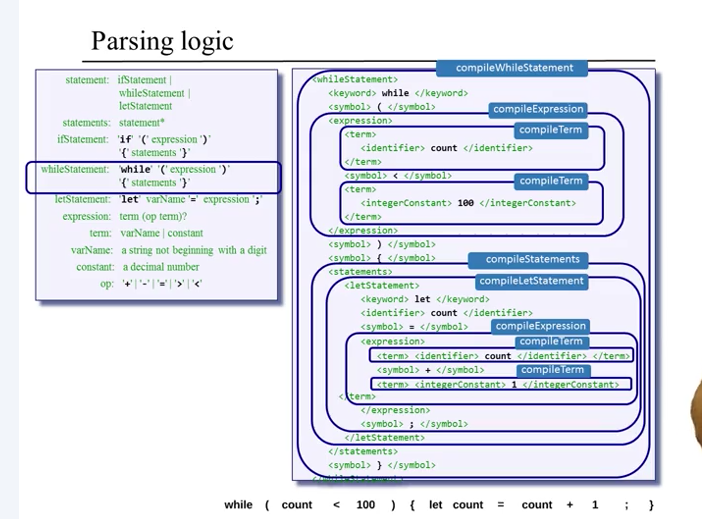 Parsing logic
statement: ifStatement |
whileStatement |
letStatement
statements: statement*
ifStatement: 'if' '(' expression ')'
'{' statements '}'
whileStatement: 'while' '(' expression ')'
'{' statements '}'
letStatement: 'let' varName '=' expression ';'
expression: term (op term)?
term: varName | constant
varName: a string not beginning with a digit
constant: a decimal number
op: '+' | '-' | '=' | '>' | '<'
compileWhileStatement
<whileStatement>
<keyword> while </keyword>
<symbol> ( </symbol>
compileExpression
<expression>
compileTerm
<term>
<identifier> count </identifier>
</term>
<symbol> < </symbol>
compileTerm
<term>
<integerConstant> 100 </integerConstant>
</term>
</expression>
<symbol> ) </symbol>
<symbol> { </symbol>
compileStatements
<statements>
compileLetStatement
<letStatement>
<keyword> let </keyword>
<identifier> count </identifier>
<symbol> = </symbol>
compileExpression
<expression>
compileTerm
<term> <identifier> count </identifier> </term>
<symbol> + </symbol>
compileTerm
<term> <integerConstant> 1 </integerConstant>
</term>
</expression>
<symbol> ; </symbol>
</letStatement>
</statements>
<symbol> } </symbol>
while ( count < 100 ) { let count = count + 1 ; }